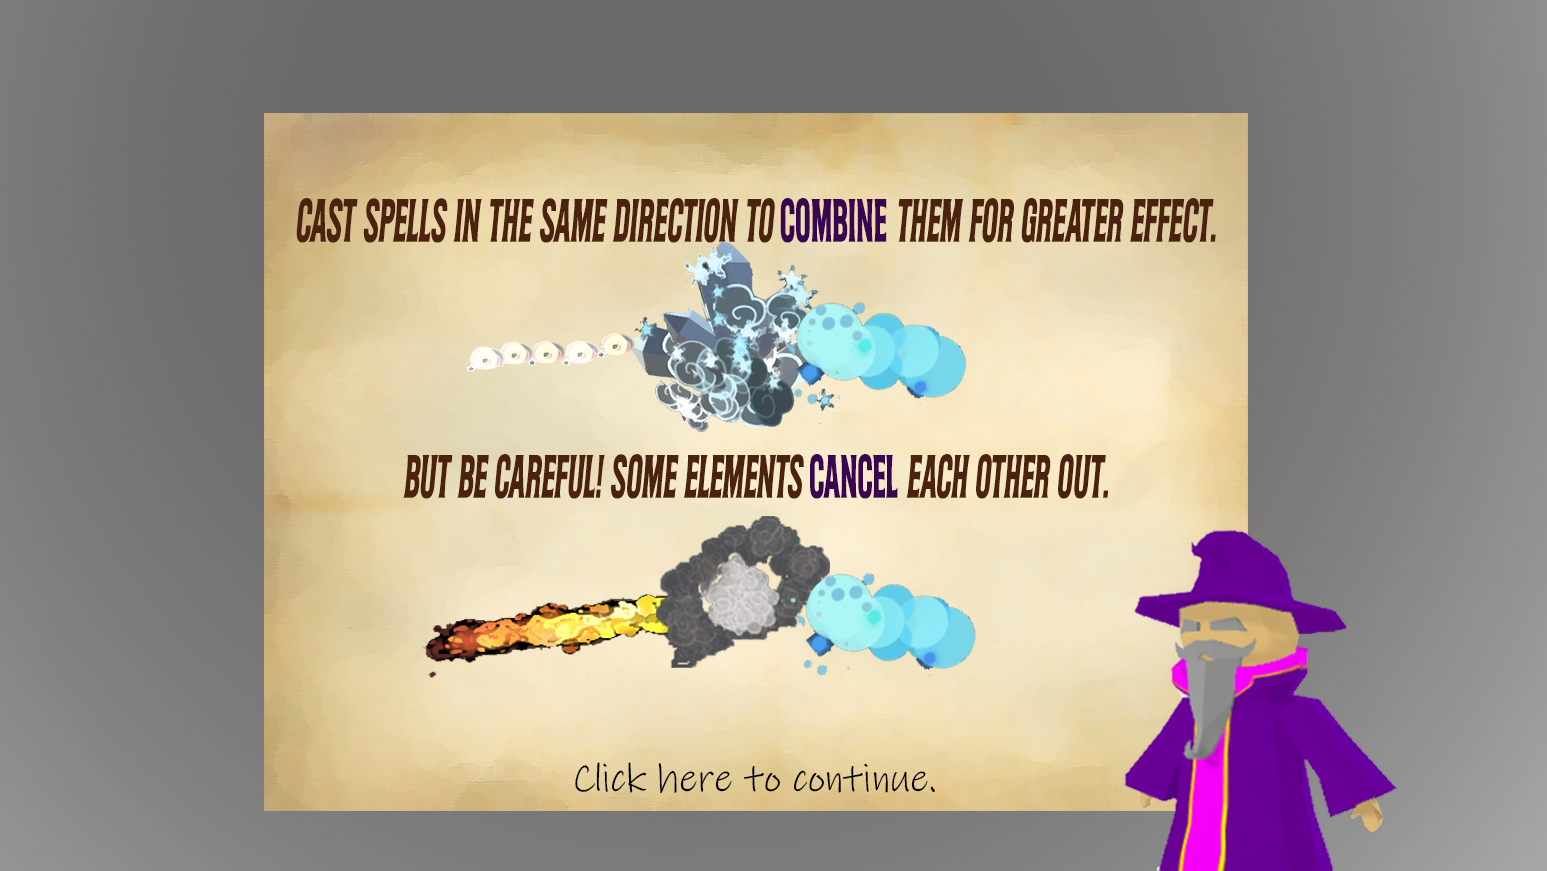 CAST SPELLS IN THE SAME DIRECTION TO COMBINE THEM FOR GREATER EFFECT.
BUT BE CAREFUL! SOME ELEMENTS CANCEL EACH OTHER OUT.
Click here to continue.